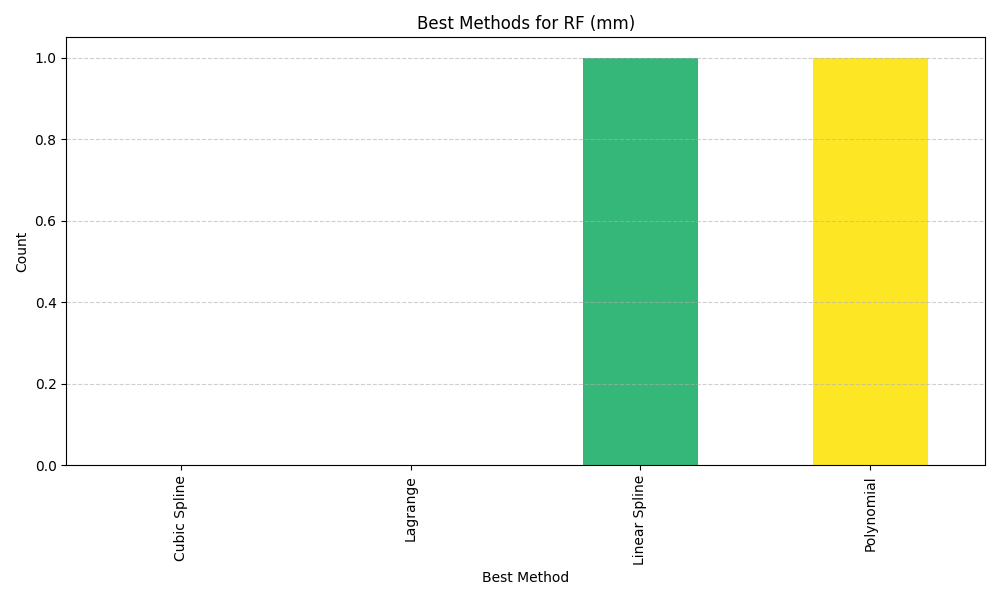 Best Methods for RF (mm)
1.0
0.8
0.6
0.4
0.2
0.0
Count
Cubic Spline
Lagrange
Linear Spline
Polynomial
Best Method